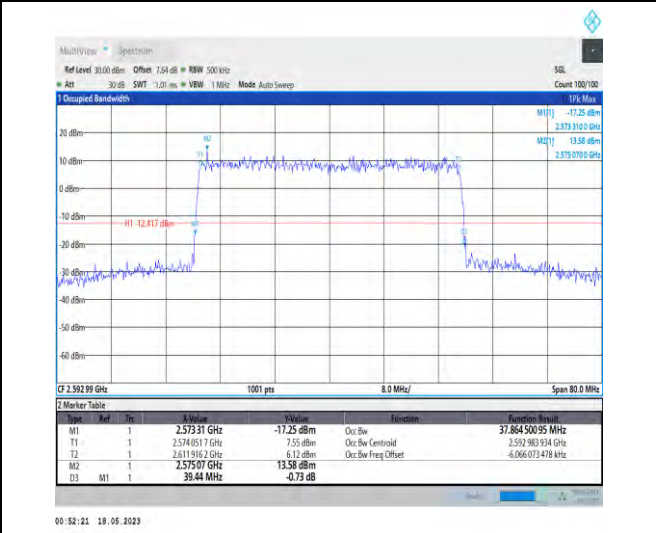 MultiView Spectrum
Ref Level 30.00 dBm Offset 7.64 dB RBW 500 kHz SGL
Att 30 dB SWT 1.01 ms VBW 1 MHz Mode Auto Sweep Count 100/100
1 Occupied Bandwidth 1Pk Max
M1[1] -17.25 dBm
2.573 310 0 GHz
M2[1] 13.58 dBm
2.575 070 0 GHz
20 dBm
M2
T1
10 dBm
0 dBm
-10 dBm
H1 -12.417 dBm
-20 dBm
D3
-30 dBm
-40 dBm
-50 dBm
-60 dBm
CF 2.592 99 GHz 1001 pts 8.0 MHz/ Span 80.0 MHz
2 Marker Table
Type Ref Trc X-Value Y-Value Function Function Result
M1 1 2.573 31 GHz -17.25 dBm Occ Bw 37.864 500 95 MHz
T1 1 2.574 051 7 GHz 7.55 dBm Occ Bw Centroid 2.592 983 934 GHz
T2 1 2.611 916 2 GHz 6.12 dBm Occ Bw Freq Offset -6.066 073 478 kHz
M2 1 2.575 07 GHz 13.58 dBm
D3 M1 1 39.44 MHz -0.73 dB
00:52:21 18.05.2023